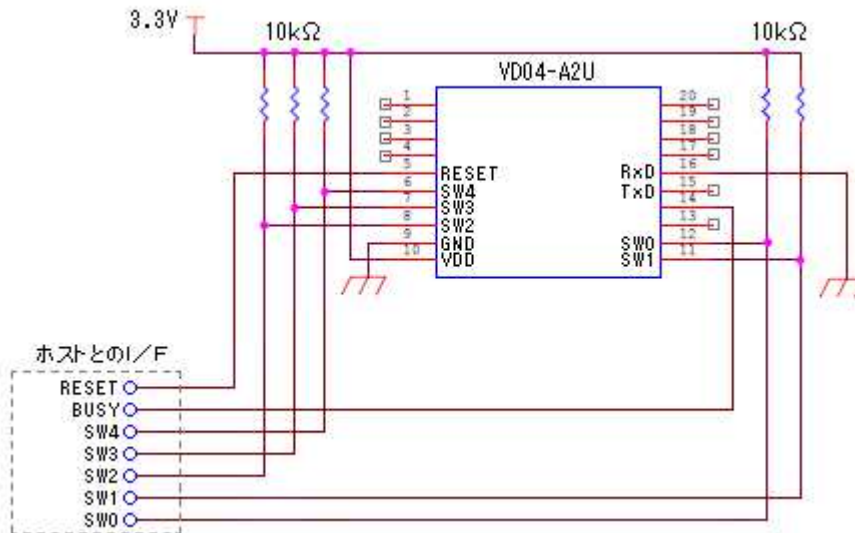 3.3V
10kΩ
10kΩ
VD04-A2U
1
2
3
4
5
6
7
8
9
10
RESET
SW4
SW3
SW2
GND
VDD
20
19
18
17
16
15
14
13
12
11
RxD
TxD
SW0
SW1
ホストとのI/F
RESET
BUSY
SW4
SW3
SW2
SW1
SW0